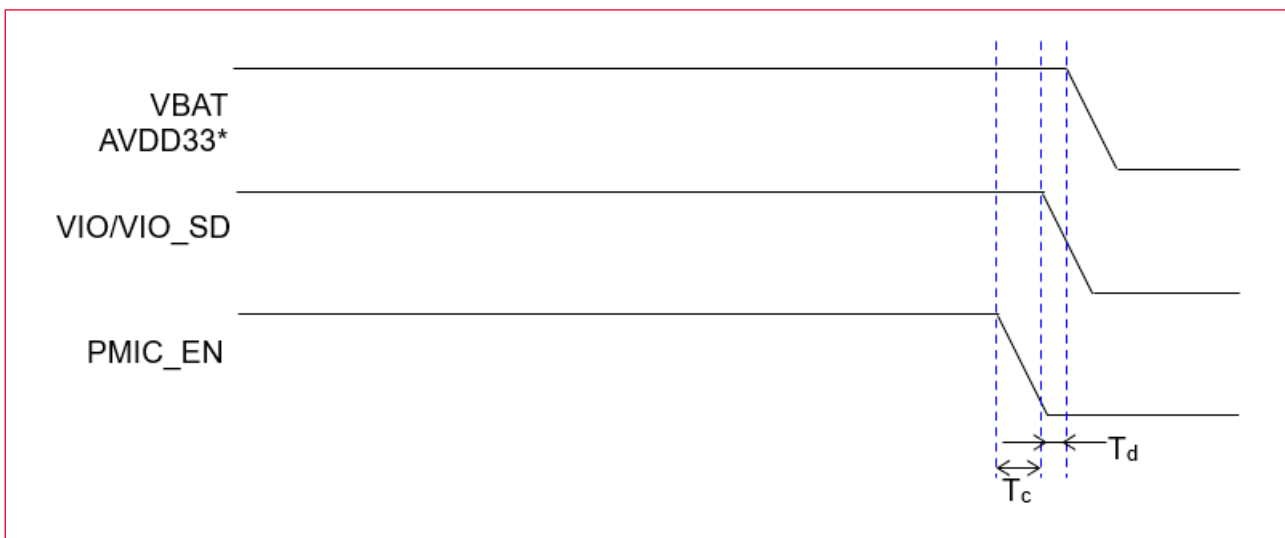 VBAT
AVDD33*
VIO/VIO_SD
PMIC_EN
Td
Tc